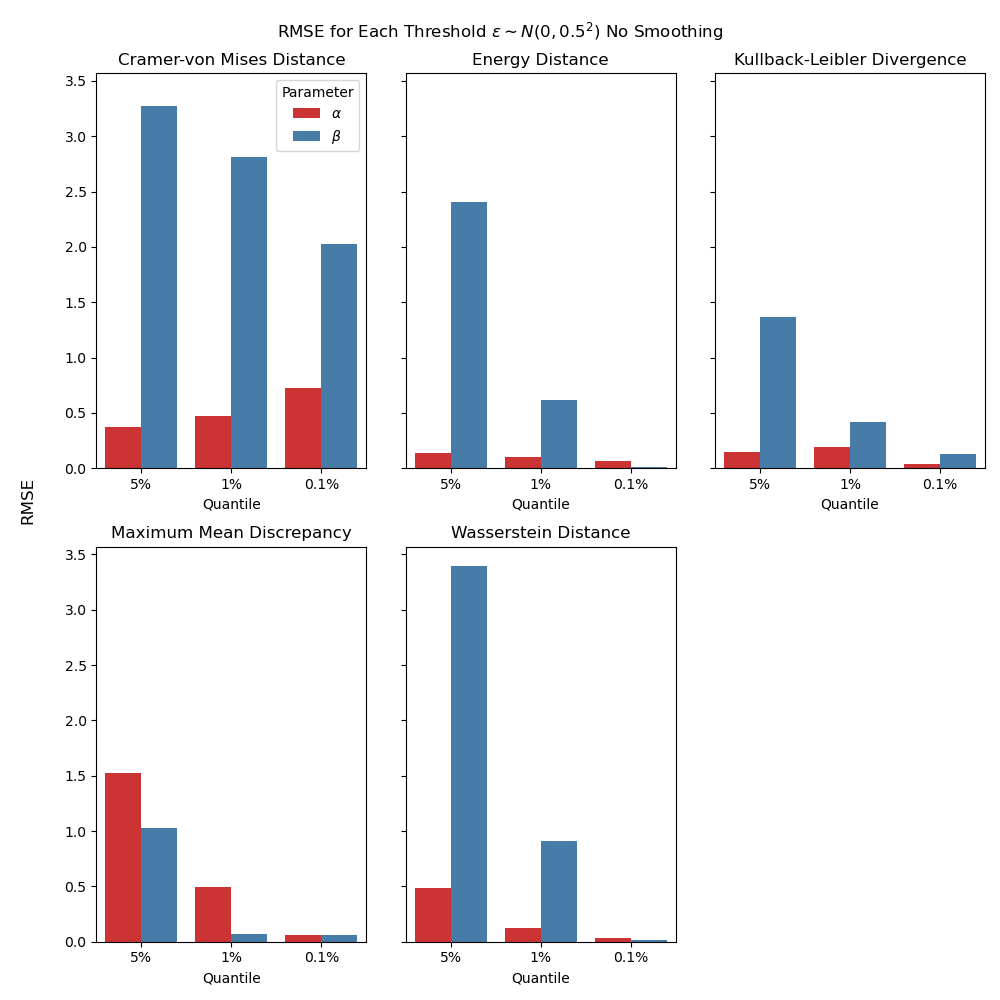 RMSE for Each Threshold ε ∼ N(0, 0.5²) No Smoothing
Cramer-von Mises Distance
Parameter
α
β
3.5
3.0
2.5
2.0
1.5
1.0
0.5
0.0
5% 1% 0.1%
Quantile
Energy Distance
5% 1% 0.1%
Quantile
Kullback-Leibler Divergence
5% 1% 0.1%
Quantile
RMSE
Maximum Mean Discrepancy
3.5
3.0
2.5
2.0
1.5
1.0
0.5
0.0
5% 1% 0.1%
Quantile
Wasserstein Distance
5% 1% 0.1%
Quantile